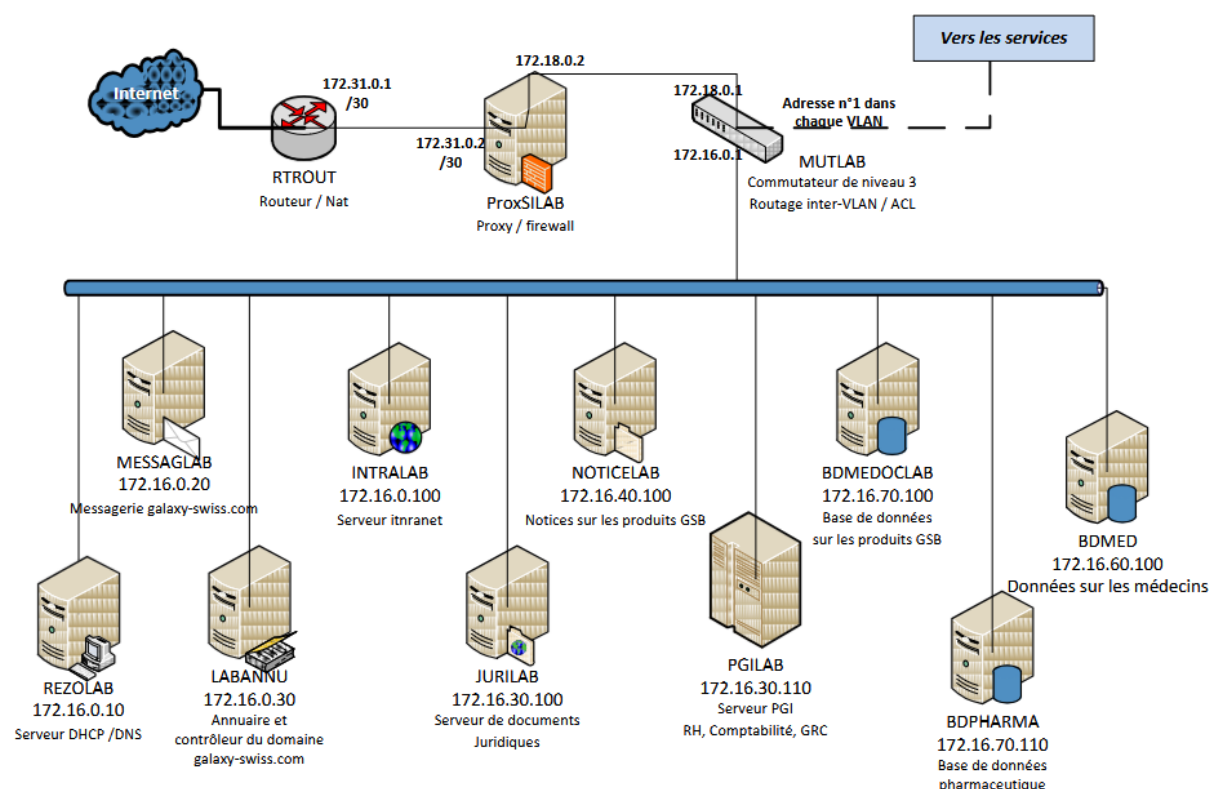 Vers les services
Internet
172.31.0.1
/30
172.18.0.2
172.18.0.1
Adresse n°1 dans
chaque VLAN
172.31.0.2
/30
172.16.0.1
RTROUT
Routeur / Nat
ProxSILAB
Proxy / firewall
MUTLAB
Commutateur de niveau 3
Routage inter-VLAN / ACL
MESSAGLAB
172.16.0.20
Messagerie galaxy-swiss.com
INTRALAB
172.16.0.100
Serveur itnranet
NOTICELAB
172.16.40.100
Notices sur les produits GSB
BDMEDOCLAB
172.16.70.100
Base de données
sur les produits GSB
BDMED
172.16.60.100
Données sur les médecins
REZOLAB
172.16.0.10
Serveur DHCP /DNS
LABANNU
172.16.0.30
Annuaire et
contrôleur du domaine
galaxy-swiss.com
JURILAB
172.16.30.100
Serveur de documents
Juridiques
PGILAB
172.16.30.110
Serveur PGI
RH, Comptabilité, GRC
BDPHARMA
172.16.70.110
Base de données
pharmaceutique